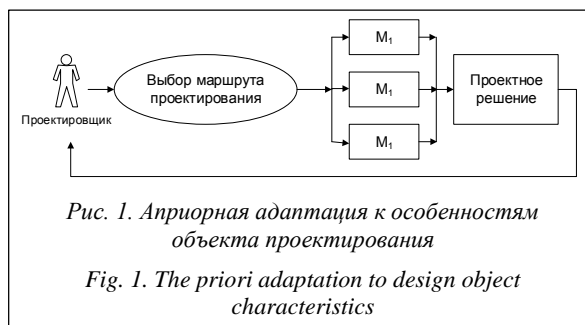 Проектировщик
Выбор маршрута
проектирования
M₁
M₁
M₁
Проектное
решение
Рис. 1. Априорная адаптация к особенностям
объекта проектирования
Fig. 1. The priori adaptation to design object
characteristics